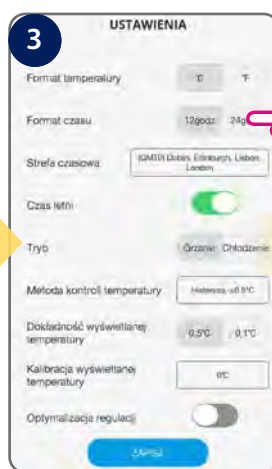 3
USTAWIENIA
Format temperatury °C °F
Format czasu 12godz 24g
Strefa czasowa (GMT0) Dublin, Edinburgh, Lisbon, London
Czas letni
Tryb Grzanie Chłodzenie
Metoda kontroli temperatury Histereza ±0.5°C
Dokładność wyświetlanej temperatury 0,5°C 0,1°C
Kalibracja wyświetlanej temperatury 0°C
Optymalizacja regulacji
ZAPISZ